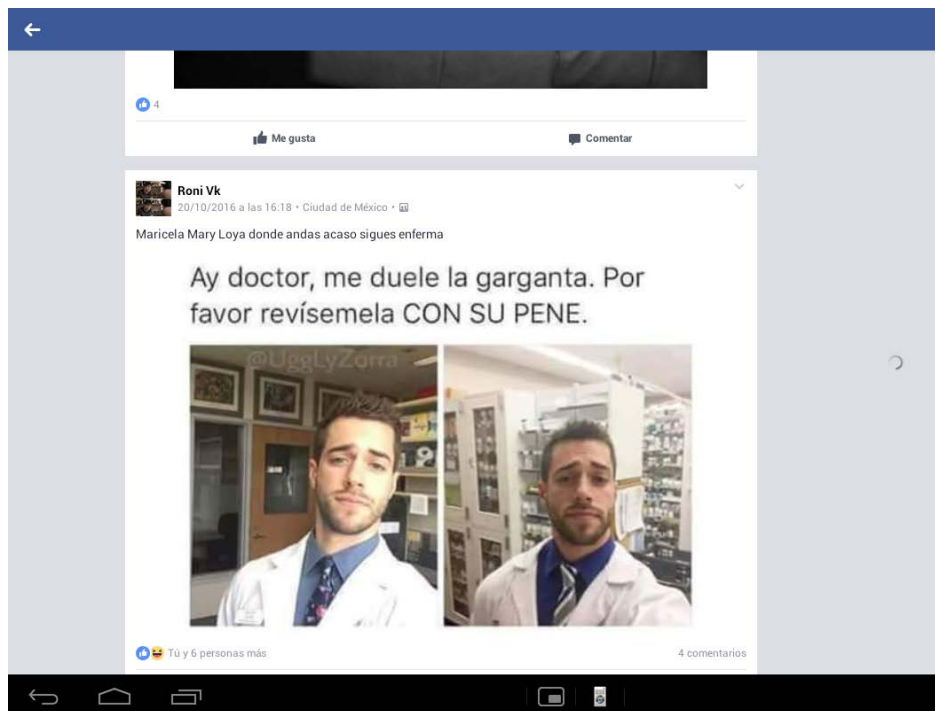 4
Me gusta
Comentar
Roni Vk
20/10/2016 a las 16:18 • Ciudad de México •
Maricela Mary Loya donde andas acaso sigues enferma
Ay doctor, me duele la garganta. Por
favor revísemela CON SU PENE.
@UggLyZorra
Tú y 6 personas más
4 comentarios